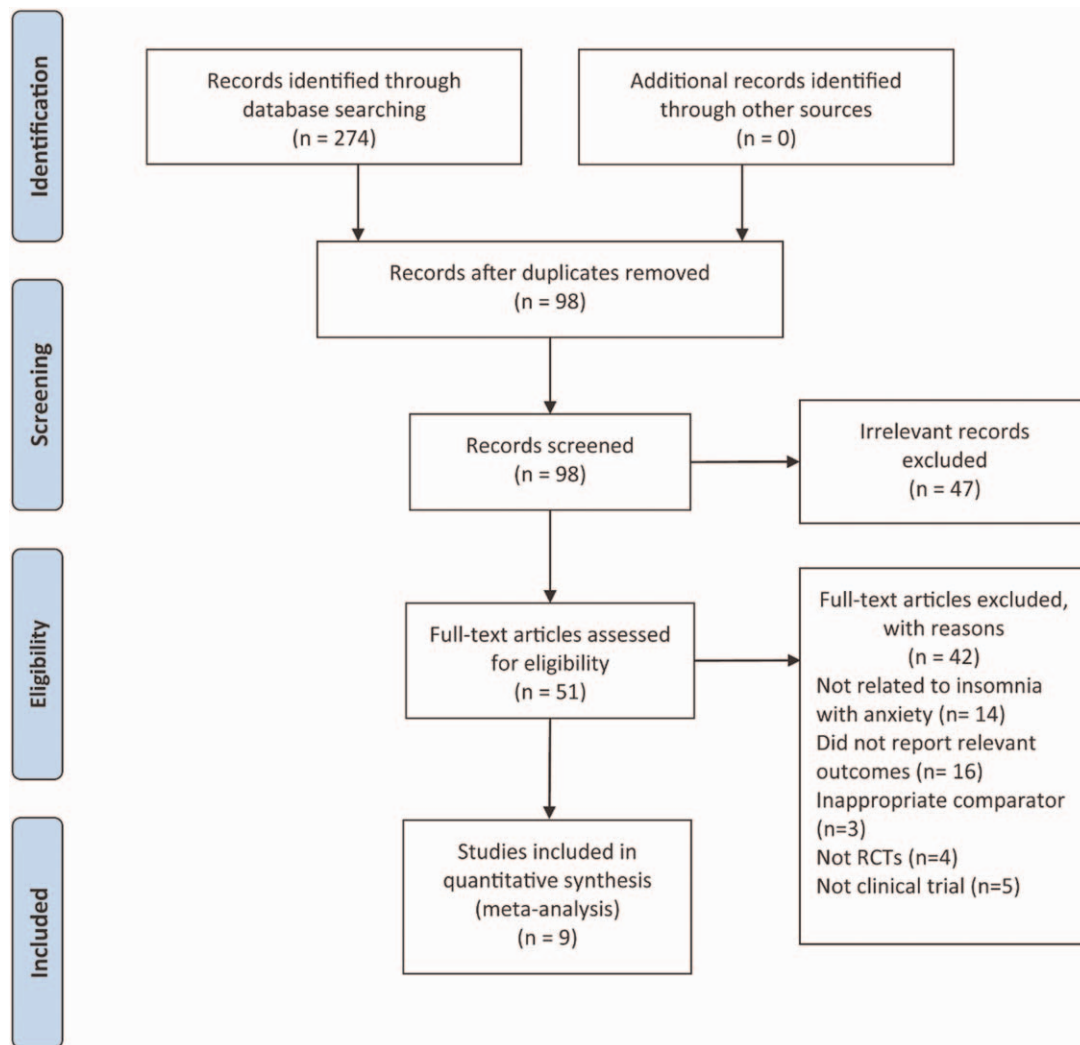 Identification
Records identified through
database searching
(n = 274)
Additional records identified
through other sources
(n = 0)
Records after duplicates removed
(n = 98)
Screening
Records screened
(n = 98)
Irrelevant records
excluded
(n = 47)
Eligibility
Full-text articles assessed
for eligibility
(n = 51)
Full-text articles excluded,
with reasons
(n = 42)
Not related to insomnia
with anxiety (n= 14)
Did not report relevant
outcomes (n= 16)
Inappropriate comparator
(n=3)
Not RCTs (n=4)
Not clinical trial (n=5)
Included
Studies included in
quantitative synthesis
(meta-analysis)
(n = 9)